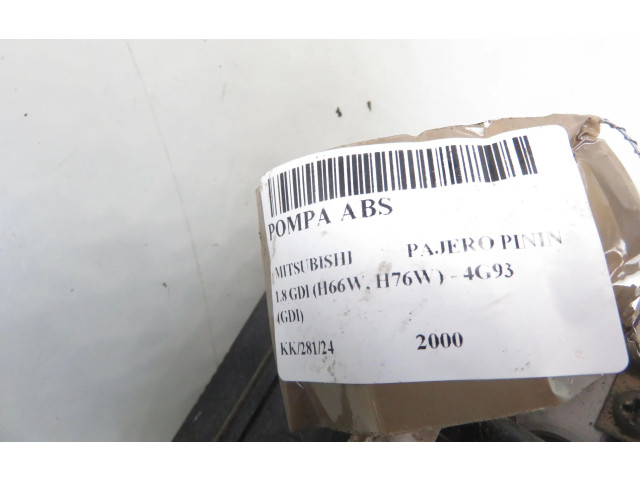 POMPA ABS
MITSUBISHI PAJERO PININ
1.8 GDI (H66W, H76W) - 4G93
(GDI)
KK/281/24 2000